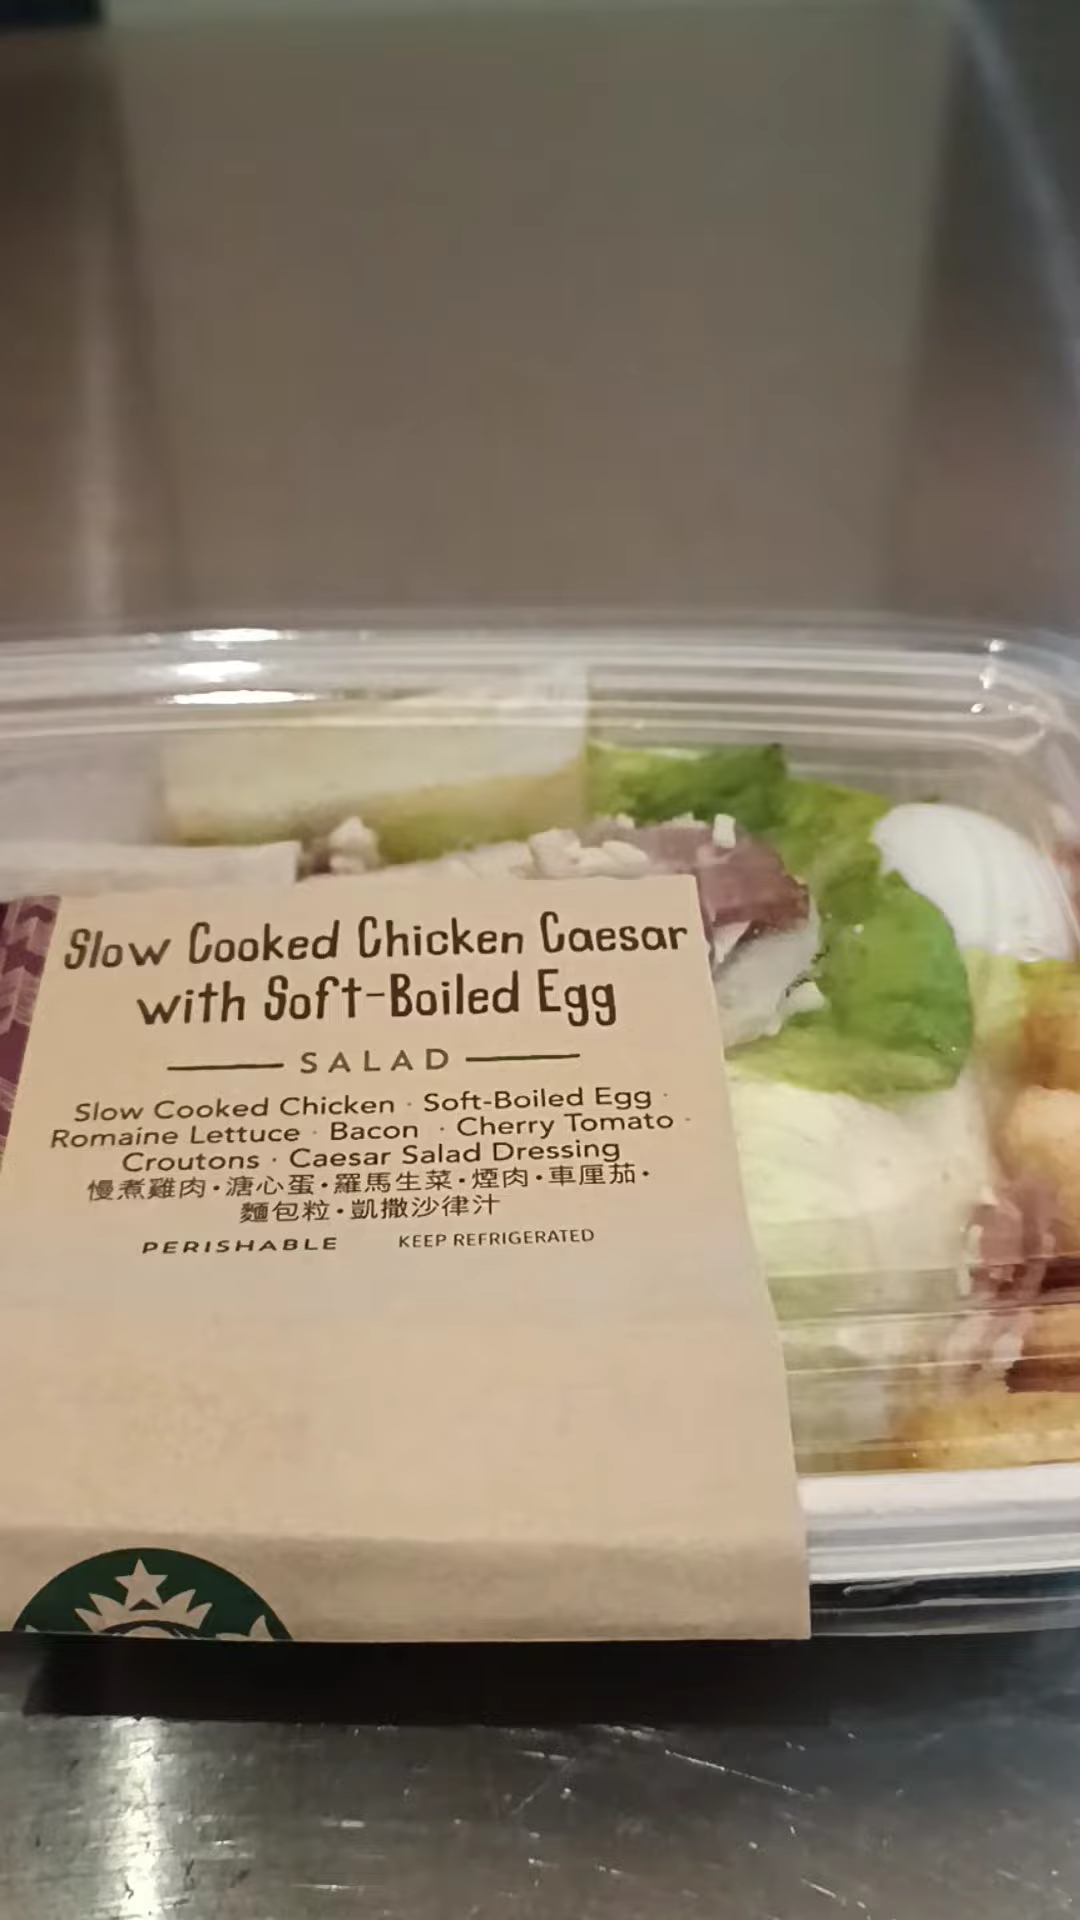 Slow Cooked Chicken Caesar
with Soft-Boiled Egg
SALAD
Slow Cooked Chicken · Soft-Boiled Egg ·
Romaine Lettuce · Bacon · Cherry Tomato ·
Croutons · Caesar Salad Dressing
慢煮雞肉·溏心蛋·羅馬生菜·煙肉·車厘茄·
麵包粒·凱撒沙律汁
PERISHABLE KEEP REFRIGERATED